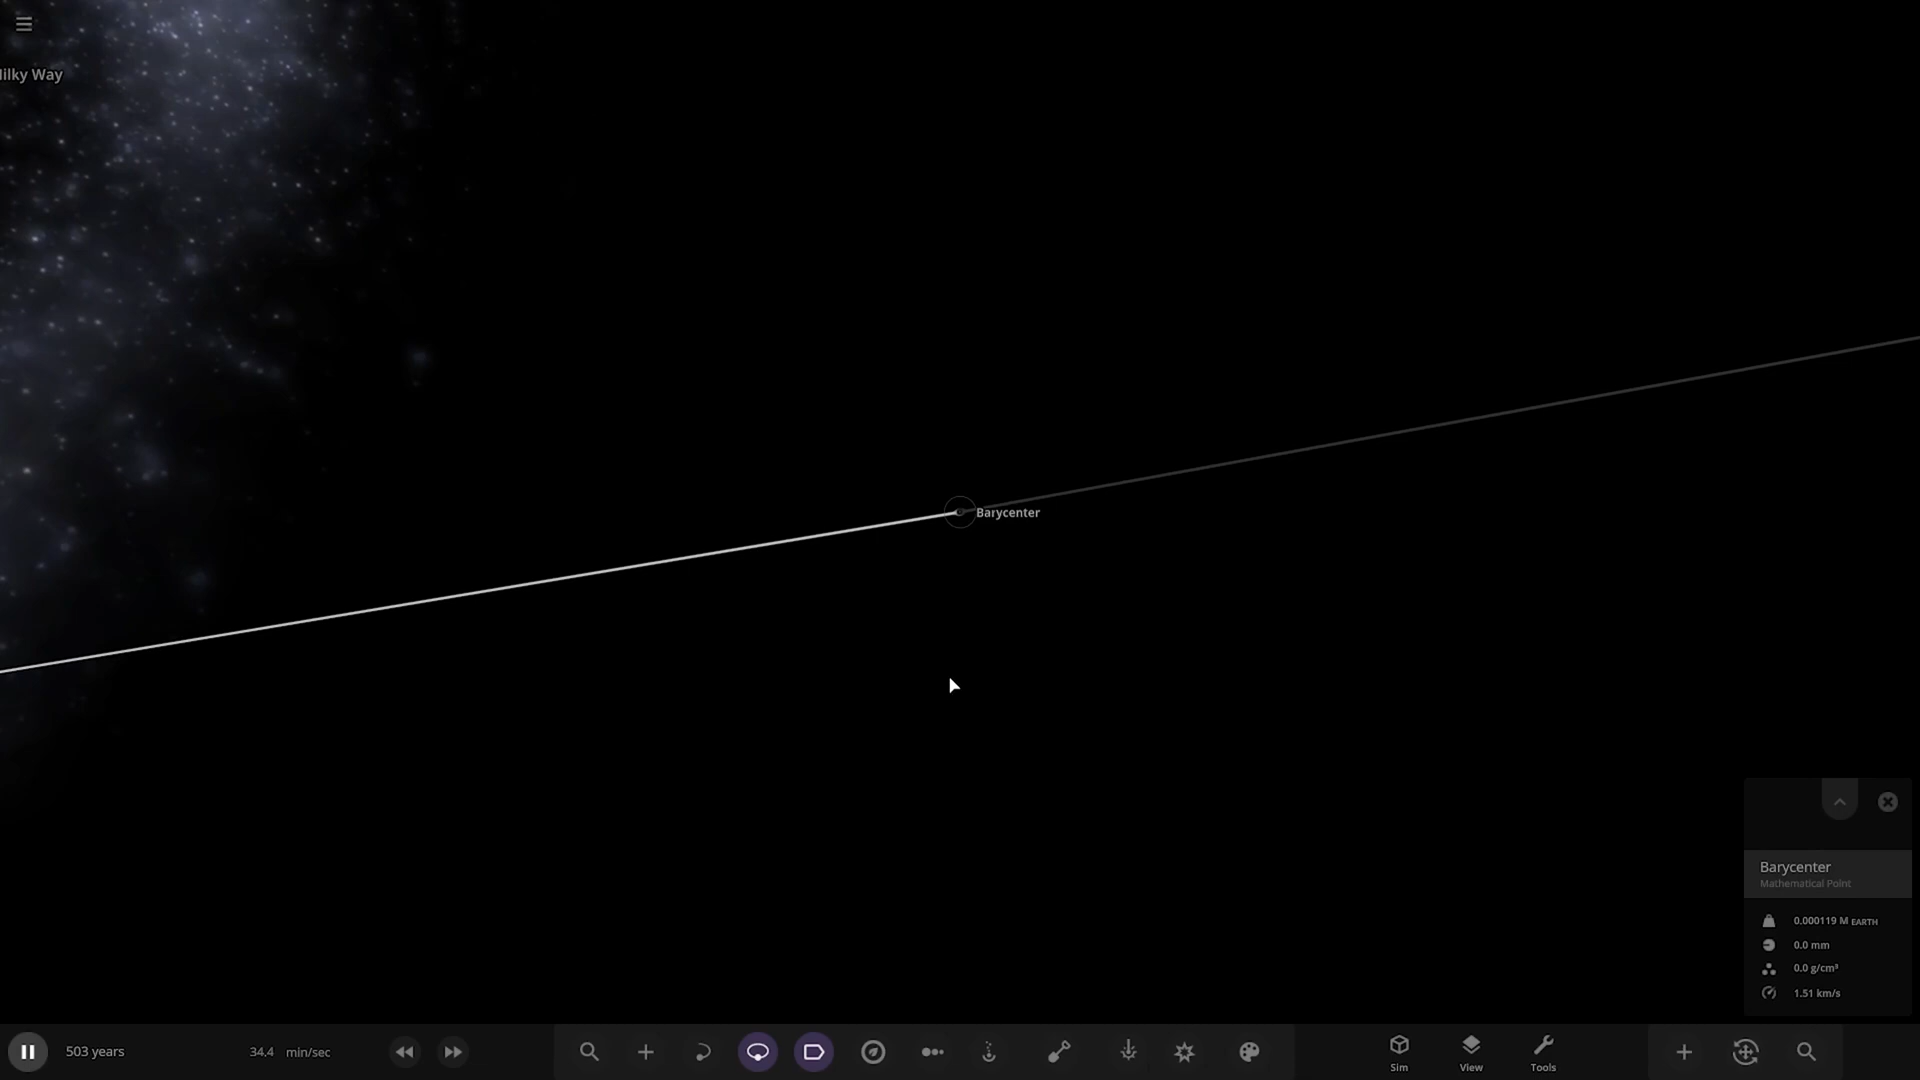 ilky Way
Barycenter
Barycenter
Mathematical Point
0.000119 M EARTH
0.0 mm
0.0 g/cm³
1.51 km/s
503 years
34.4 min/sec
Sim
View
Tools